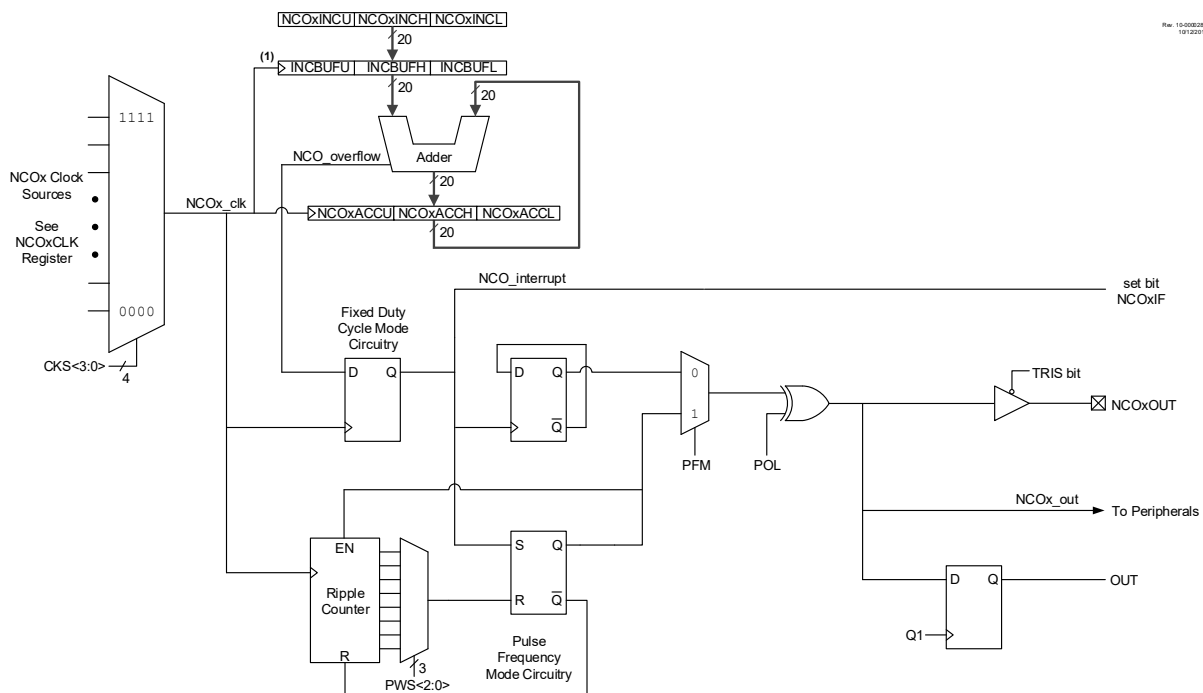 NCOxINCU NCOxINCH NCOxINCL
20
(1)
INCBUFU INCBUFH INCBUFL
20
20
1111
Adder
NCO_overflow
20
NCOx Clock
Sources
NCOx_clk
NCOxACCU NCOxACCH NCOxACCL
20
See
NCOxCLK
Register
NCO_interrupt
set bit
NCOxIF
0000
Fixed Duty
Cycle Mode
Circuitry
CKS<3:0>
4
D Q
Q
Q
0
1
TRIS bit
NCOxOUT
PFM
POL
NCOx_out
To Peripherals
EN
Ripple
Counter
R
S Q
R Q
D Q
OUT
Q1
3
PWS<2:0>
Pulse
Frequency
Mode Circuitry